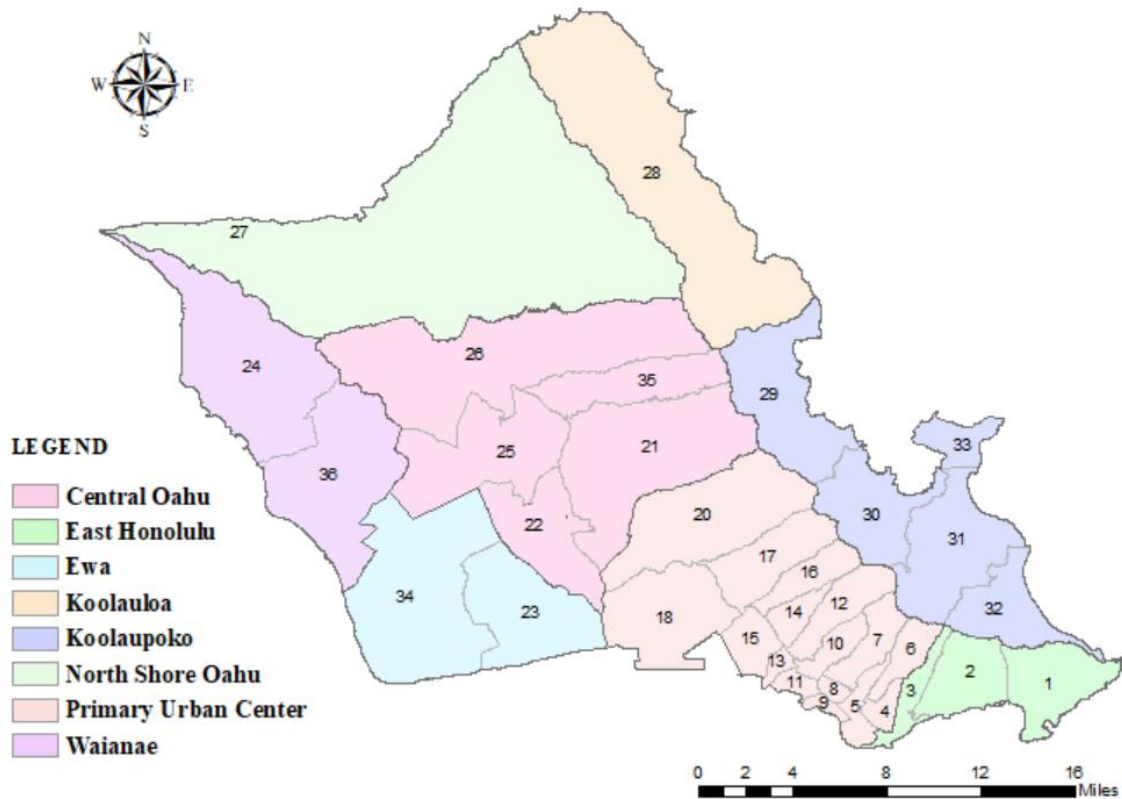 N
W E
S
28
27
26
24
35
29
25
21
33
36
22
20
30
31
17
16
34
23
18
14
12
32
15
10
7
6
13
2
11
8
3
1
9
5
4
LEGEND
Central Oahu
East Honolulu
Ewa
Koolauloa
Koolaupoko
North Shore Oahu
Primary Urban Center
Waianae
0 2 4 8 12 16
Miles